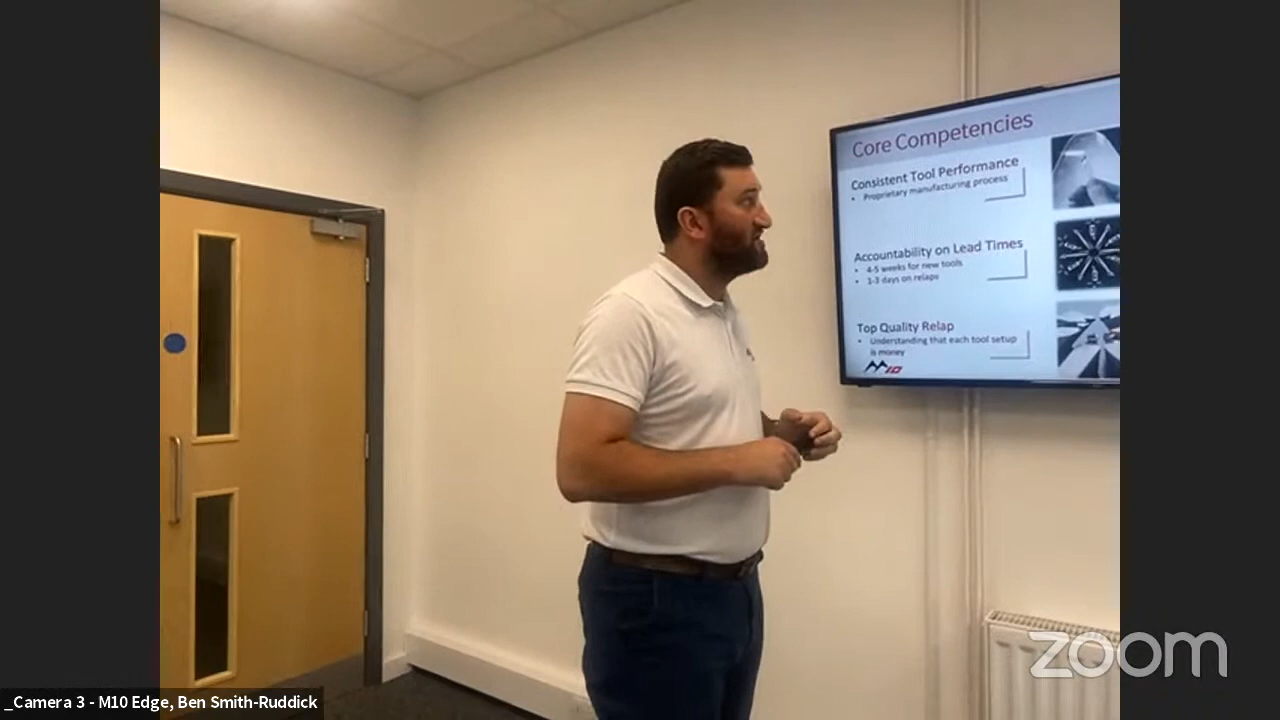 Core Competencies
Consistent Tool Performance
• Proprietary manufacturing process
Accountability on Lead Times
• 4-5 weeks for new tools
• 1-3 days on relaps
Top Quality Relap
• Understanding that each tool setup
is money
M10
zoom
_Camera 3 - M10 Edge, Ben Smith-Ruddick